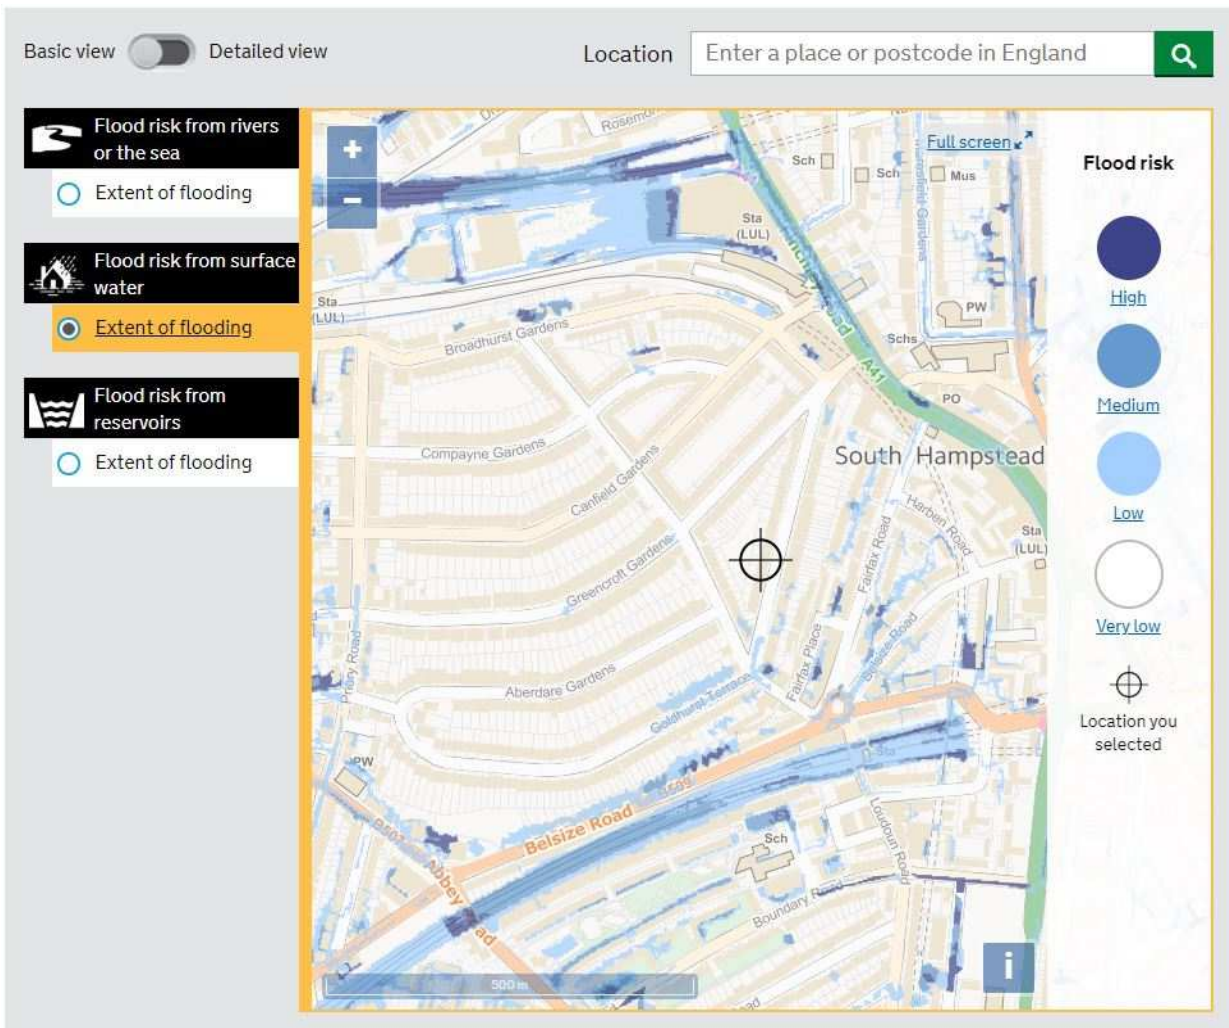 Basic view
Detailed view
Location
Enter a place or postcode in England
Flood risk from rivers
or the sea
Extent of flooding
Flood risk from surface
water
Extent of flooding
Flood risk from
reservoirs
Extent of flooding
+
−
Full screen
Sch
Sch
Mus
Sta
(LUL)
Sta
(LUL)
PW
Schs
Broadhurst Gardens
A41
PO
Compayne Gardens
South Hampstead
Canfield Gardens
Harben Road
Sta
(LUL)
Fairfax Road
Greencroft Gardens
Priory Road
Fairfax Place
Belsize Road
Aberdare Gardens
Goldhurst Terrace
PW
Sta
Belsize Road
Loudoun Road
Sch
Abbey
Boundary Road
500 m
i
Flood risk
High
Medium
Low
Very low
Location you
selected